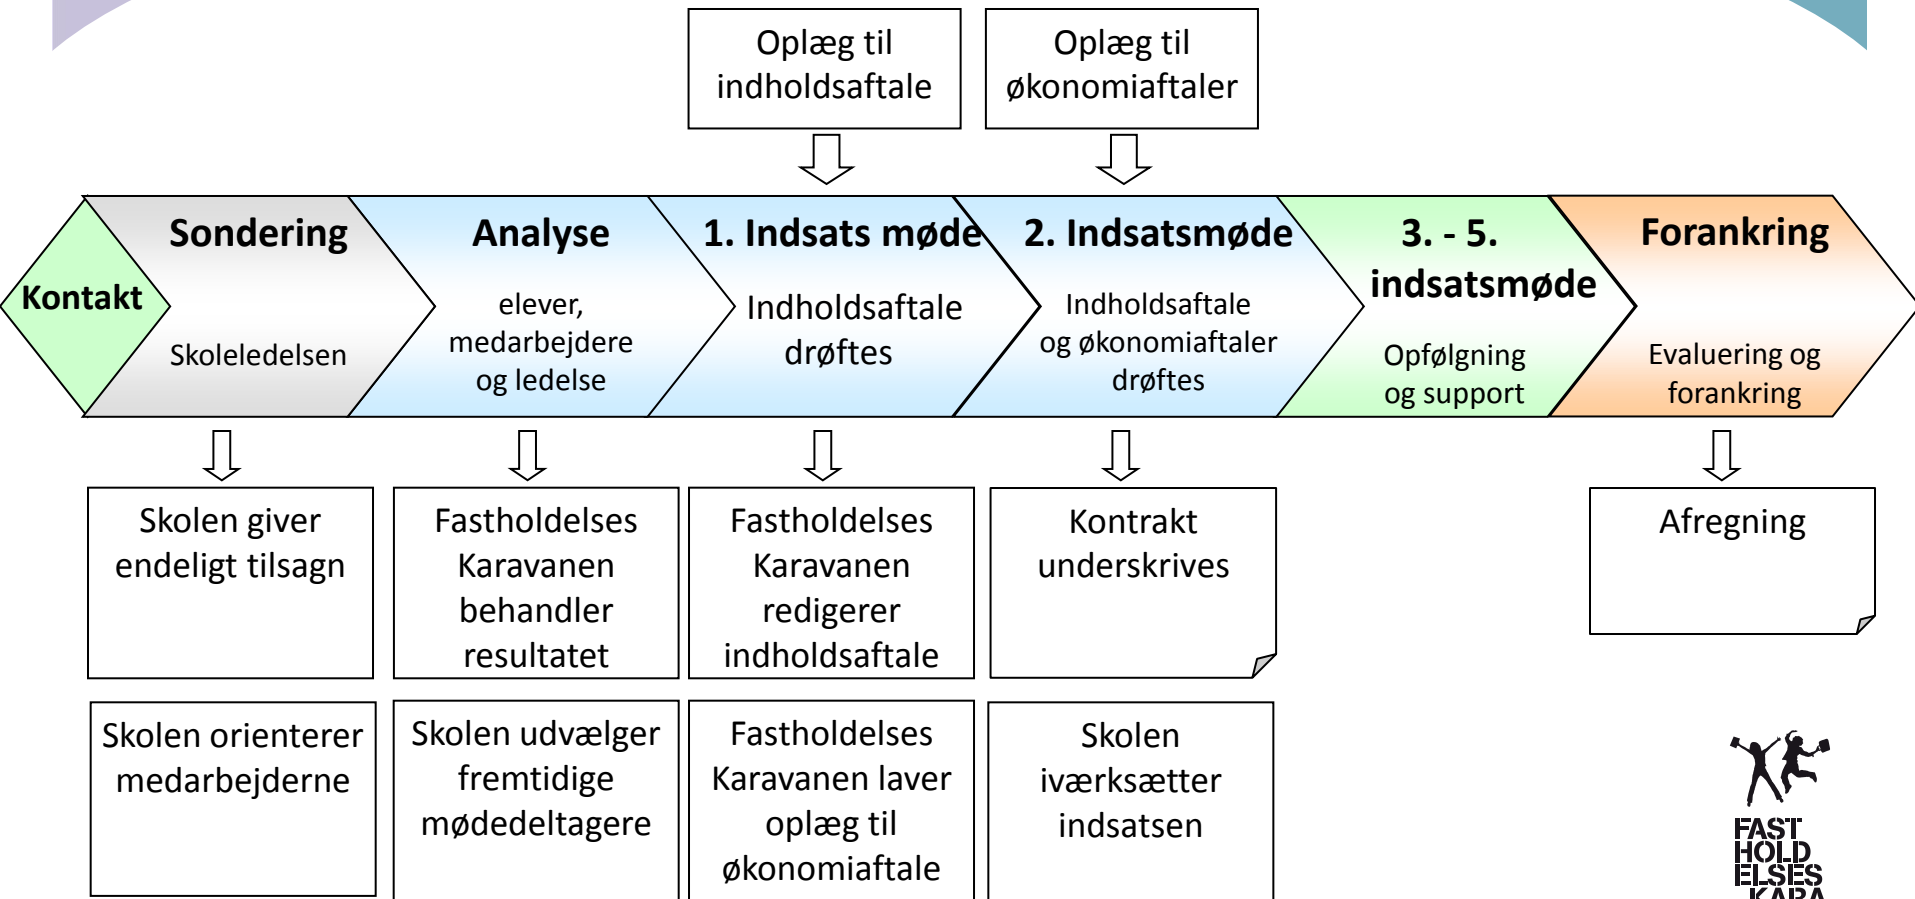 Oplæg til
indholdsaftale
Oplæg til
økonomiaftaler
Kontakt
Sondering
Skoleledelsen
Analyse
elever,
medarbejdere
og ledelse
1. Indsats møde
Indholdsaftale
drøftes
2. Indsatsmøde
Indholdsaftale
og økonomiaftaler
drøftes
3. - 5.
indsatsmøde
Opfølgning
og support
Forankring
Evaluering og
forankring
Skolen giver
endeligt tilsagn
Fastholdelses
Karavanen
behandler
resultatet
Fastholdelses
Karavanen
redigerer
indholdsaftale
Kontrakt
underskrives
Afregning
Skolen orienterer
medarbejderne
Skolen udvælger
fremtidige
mødedeltagere
Fastholdelses
Karavanen laver
oplæg til
økonomiaftale
Skolen
iværksætter
indsatsen
FAST
HOLD
ELSES
KARA